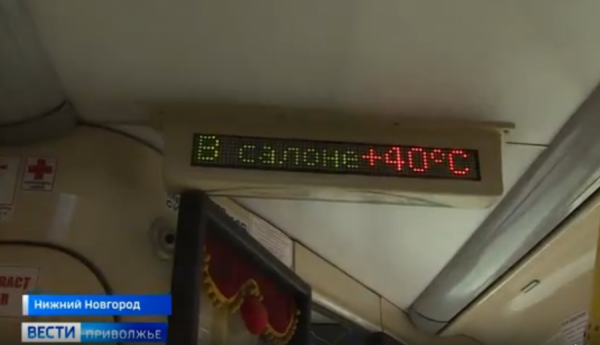 В салоне +40°C
Нижний Новгород
ВЕСТИ ПРИВОЛЖЬЕ